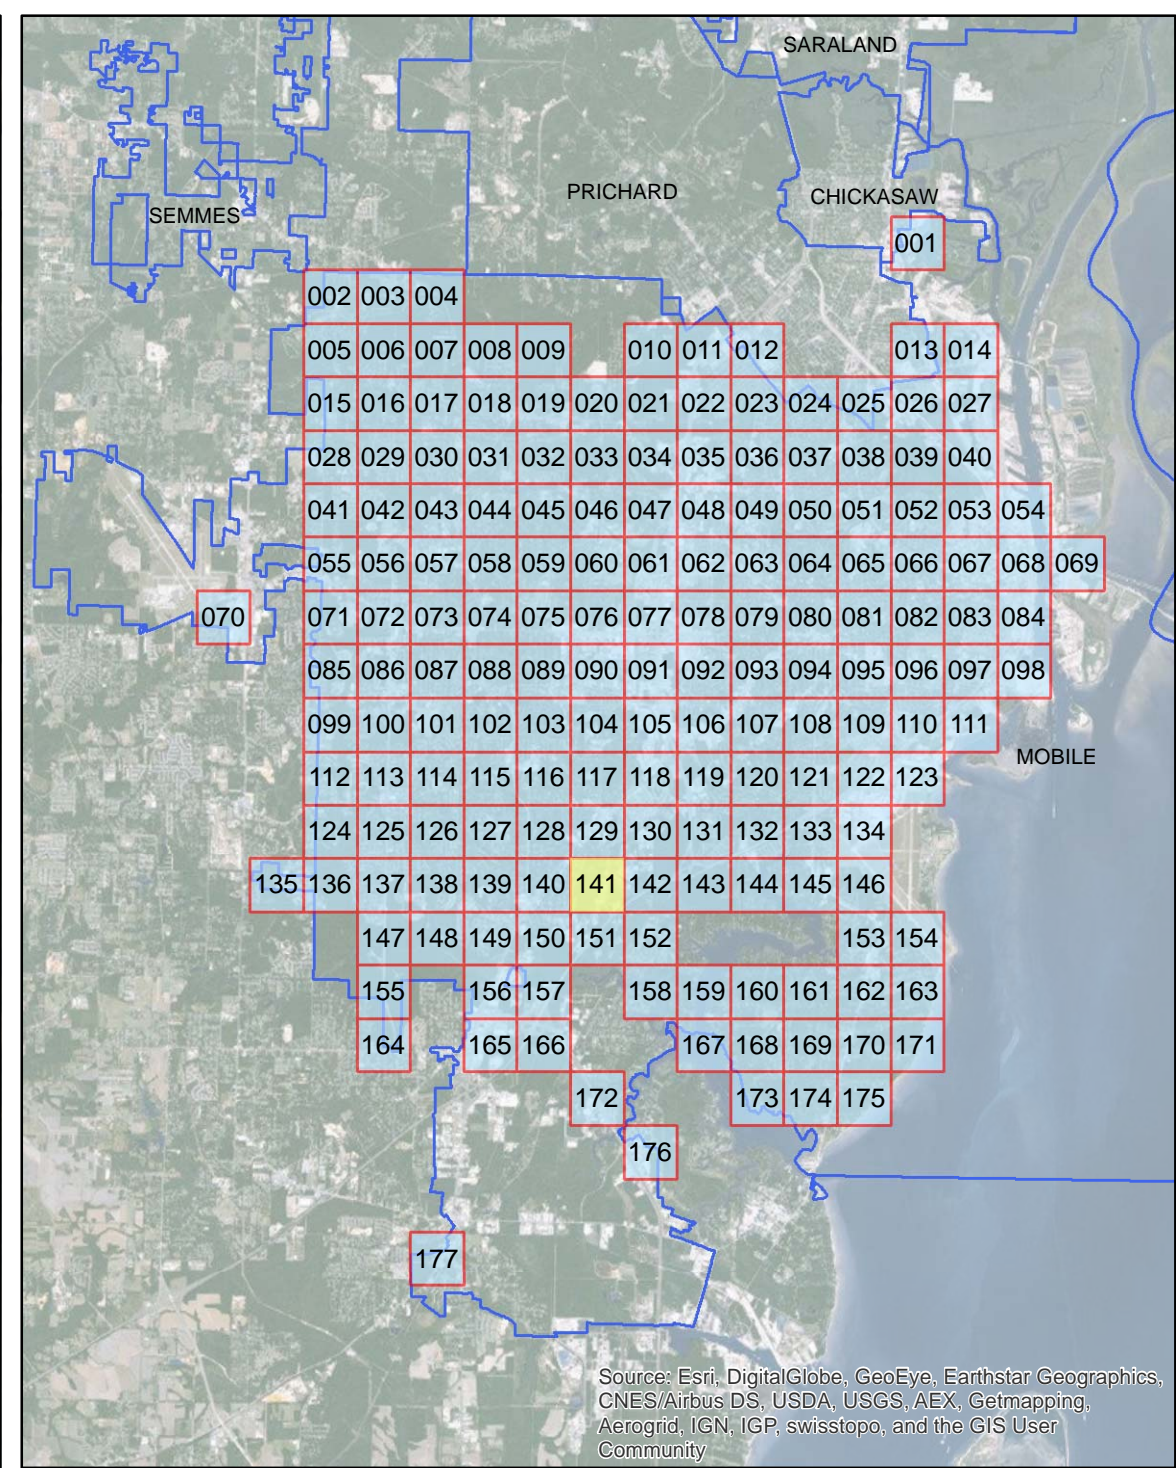 SARALAND
PRICHARD
CHICKASAW
SEMMES
001
002 003 004
005 006 007 008 009 010 011 012 013 014
015 016 017 018 019 020 021 022 023 024 025 026 027
028 029 030 031 032 033 034 035 036 037 038 039 040
041 042 043 044 045 046 047 048 049 050 051 052 053 054
055 056 057 058 059 060 061 062 063 064 065 066 067 068 069
070 071 072 073 074 075 076 077 078 079 080 081 082 083 084
085 086 087 088 089 090 091 092 093 094 095 096 097 098
099 100 101 102 103 104 105 106 107 108 109 110 111
MOBILE
112 113 114 115 116 117 118 119 120 121 122 123
124 125 126 127 128 129 130 131 132 133 134
135 136 137 138 139 140 141 142 143 144 145 146
147 148 149 150 151 152 153 154
155 156 157 158 159 160 161 162 163
164 165 166 167 168 169 170 171
172 173 174 175
176
177
Source: Esri, DigitalGlobe, GeoEye, Earthstar Geographics,
CNES/Airbus DS, USDA, USGS, AEX, Getmapping,
Aerogrid, IGN, IGP, swisstopo, and the GIS User
Community